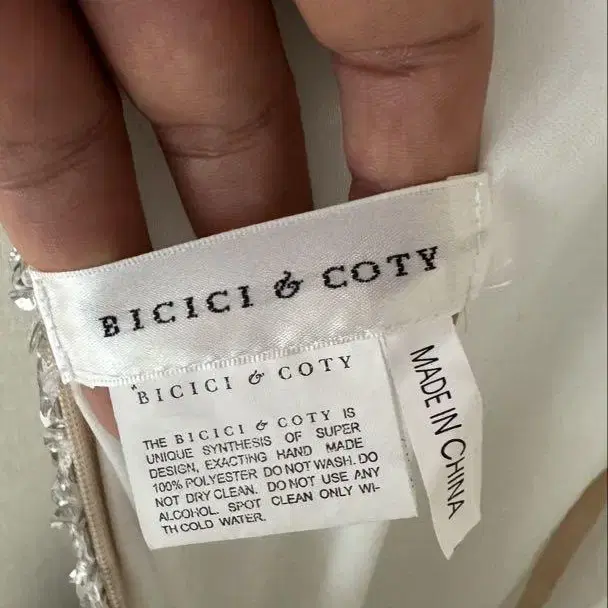 BICICI & COTY
BICICI & COTY
THE BICICI & COTY IS
UNIQUE SYNTHESIS OF SUPER
DESIGN, EXACTING HAND MADE
100% POLYESTER DO NOT WASH. DO
NOT DRY CLEAN. DO NOT USE ANY
ALCOHOL. SPOT CLEAN ONLY WI-
TH COLD WATER.
MADE IN CHINA